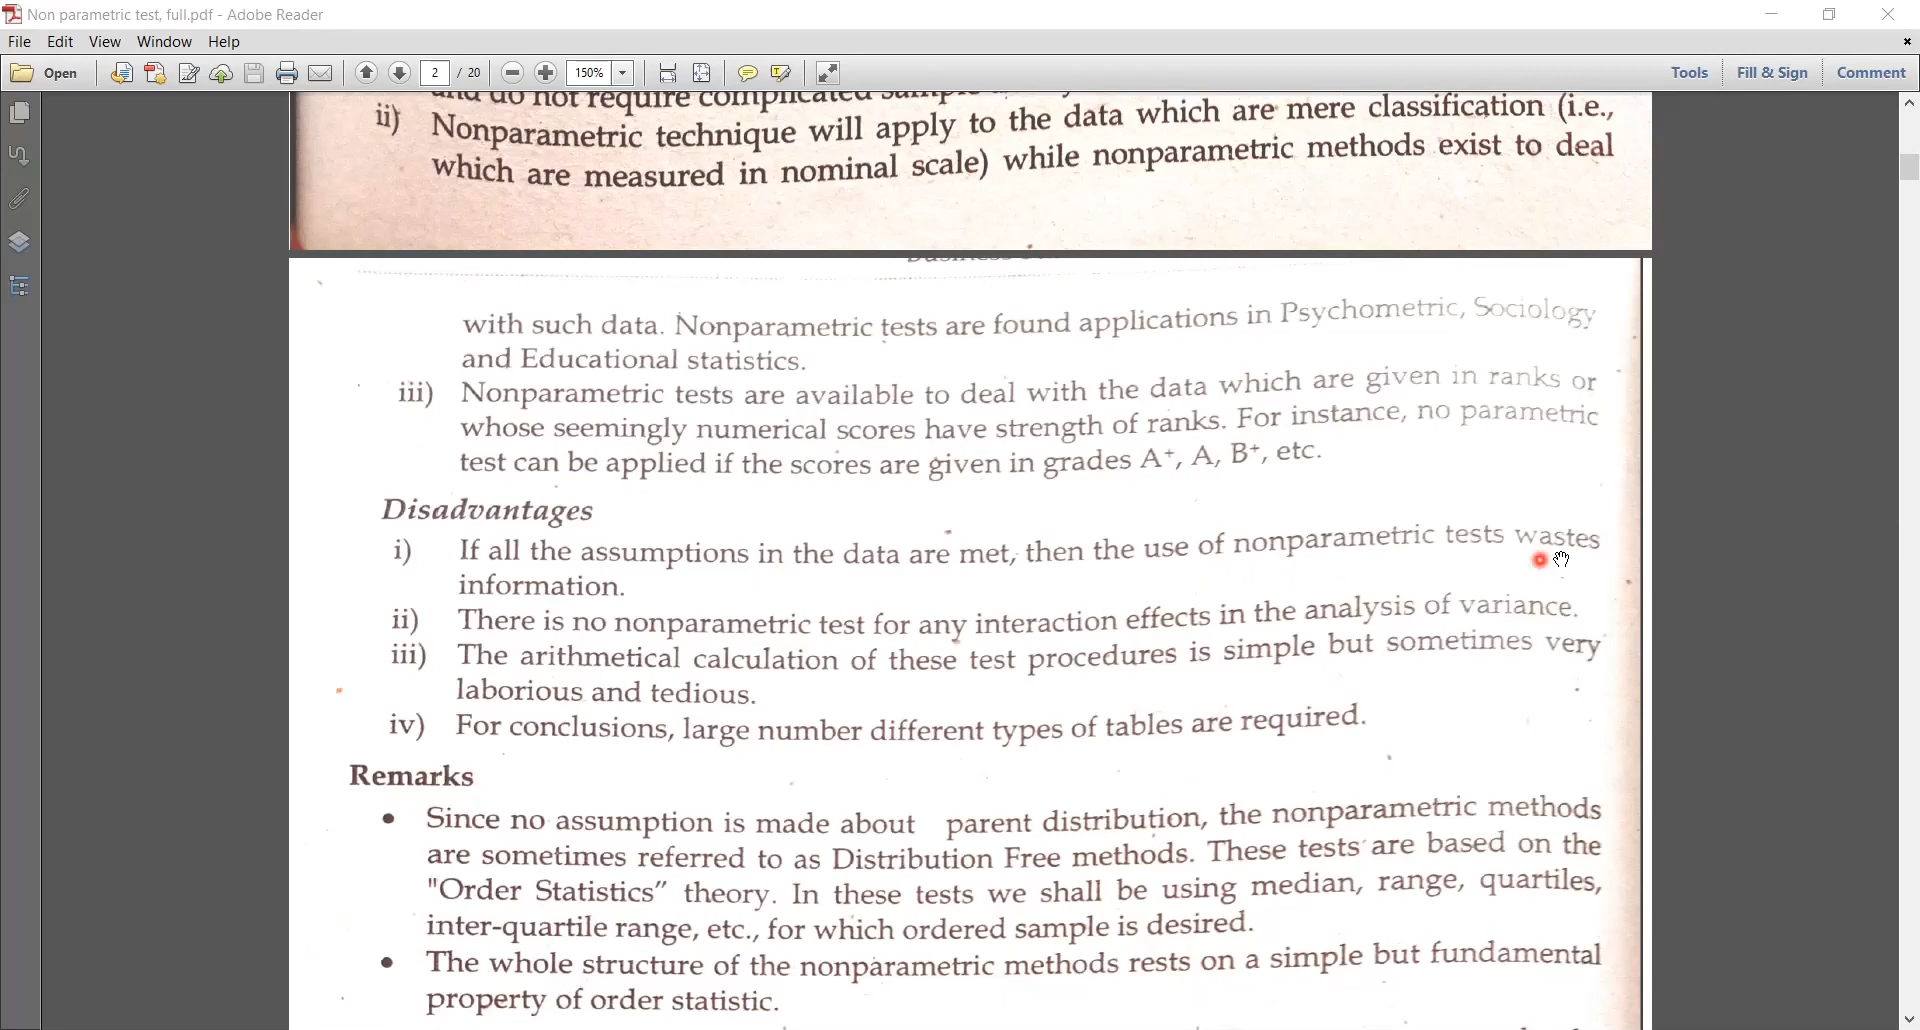 Non parametric test, full.pdf - Adobe Reader
File Edit View Window Help
Open 2 / 20 150% Tools Fill & Sign Comment
and do not require complicated
ii) Nonparametric technique will apply to the data which are mere classification (i.e.,
which are measured in nominal scale) while nonparametric methods exist to deal
with such data. Nonparametric tests are found applications in Psychometric, Sociology
and Educational statistics.
iii) Nonparametric tests are available to deal with the data which are given in ranks or
whose seemingly numerical scores have strength of ranks. For instance, no parametric
test can be applied if the scores are given in grades A⁺, A, B⁺, etc.
Disadvantages
i) If all the assumptions in the data are met, then the use of nonparametric tests wastes
information.
ii) There is no nonparametric test for any interaction effects in the analysis of variance.
iii) The arithmetical calculation of these test procedures is simple but sometimes very
laborious and tedious.
iv) For conclusions, large number different types of tables are required.
Remarks
• Since no assumption is made about parent distribution, the nonparametric methods
are sometimes referred to as Distribution Free methods. These tests are based on the
"Order Statistics” theory. In these tests we shall be using median, range, quartiles,
inter-quartile range, etc., for which ordered sample is desired.
• The whole structure of the nonparametric methods rests on a simple but fundamental
property of order statistic.